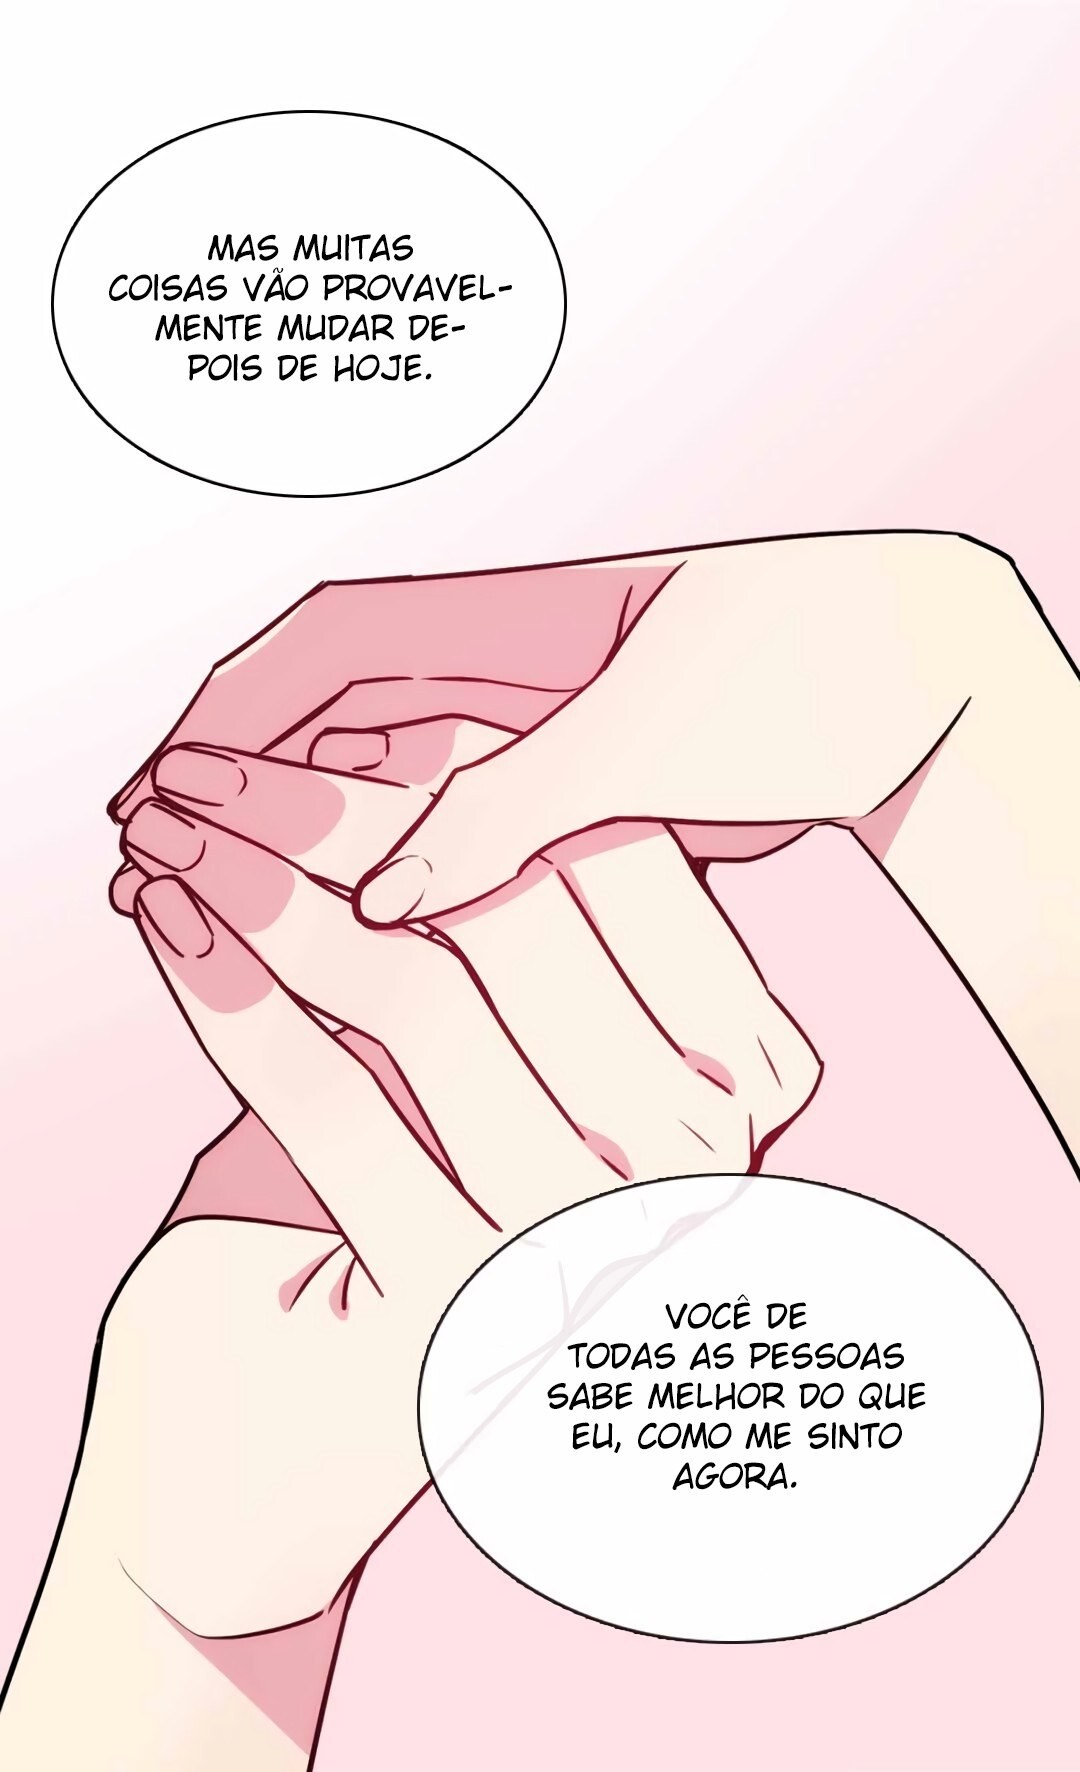 MAS MUITAS
COISAS VÃO PROVAVEL-
MENTE MUDAR DE-
POIS DE HOJE.
VOCÊ DE
TODAS AS PESSOAS
SABE MELHOR DO QUE
EU, COMO ME SINTO
AGORA.